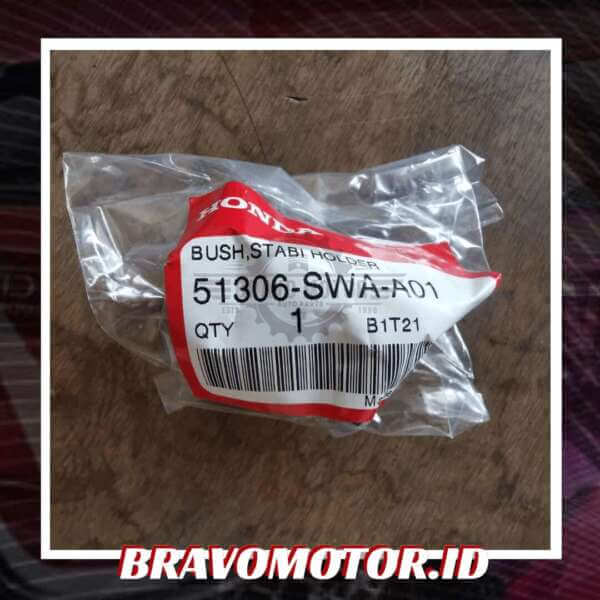 HONDA
BUSH,STABI HOLDER
51306-SWA-A01
QTY 1 B1T21
BRAVOMOTOR.ID